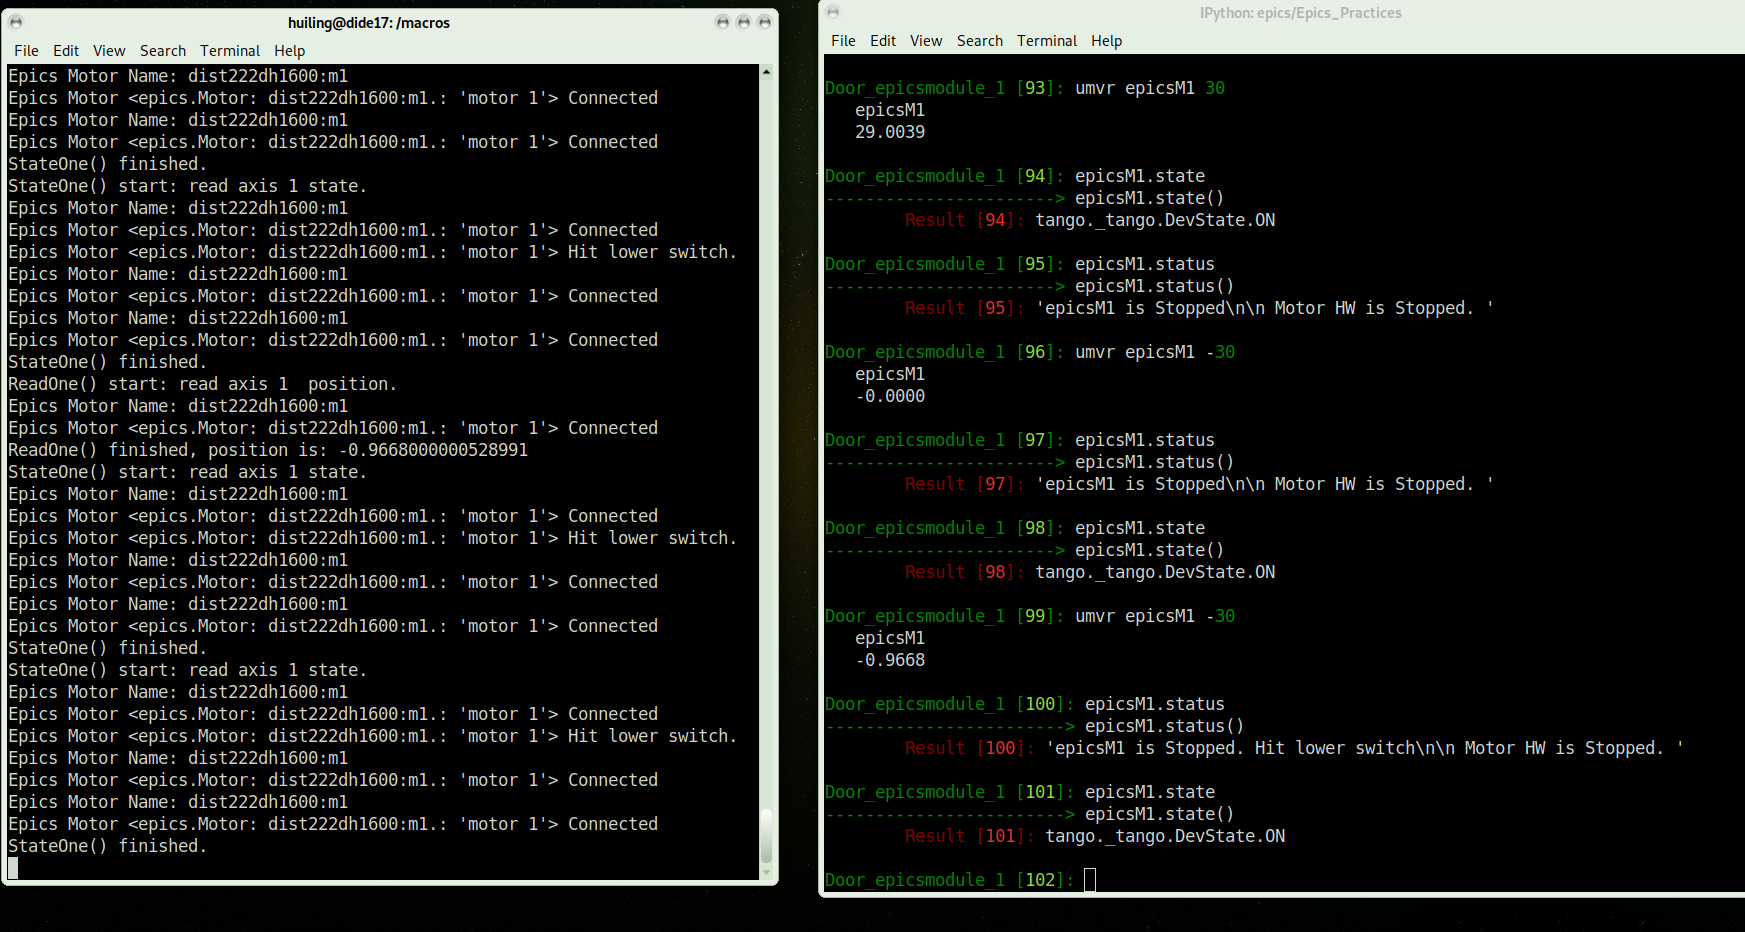 huiling@dide17: /macros
File Edit View Search Terminal Help
Epics Motor Name: dist222dh1600:m1
Epics Motor <epics.Motor: dist222dh1600:m1.: 'motor 1'> Connected
Epics Motor Name: dist222dh1600:m1
Epics Motor <epics.Motor: dist222dh1600:m1.: 'motor 1'> Connected
StateOne() finished.
StateOne() start: read axis 1 state.
Epics Motor Name: dist222dh1600:m1
Epics Motor <epics.Motor: dist222dh1600:m1.: 'motor 1'> Connected
Epics Motor <epics.Motor: dist222dh1600:m1.: 'motor 1'> Hit lower switch.
Epics Motor Name: dist222dh1600:m1
Epics Motor <epics.Motor: dist222dh1600:m1.: 'motor 1'> Connected
Epics Motor Name: dist222dh1600:m1
Epics Motor <epics.Motor: dist222dh1600:m1.: 'motor 1'> Connected
StateOne() finished.
ReadOne() start: read axis 1  position.
Epics Motor Name: dist222dh1600:m1
Epics Motor <epics.Motor: dist222dh1600:m1.: 'motor 1'> Connected
ReadOne() finished, position is: -0.9668000000528991
StateOne() start: read axis 1 state.
Epics Motor Name: dist222dh1600:m1
Epics Motor <epics.Motor: dist222dh1600:m1.: 'motor 1'> Connected
Epics Motor <epics.Motor: dist222dh1600:m1.: 'motor 1'> Hit lower switch.
Epics Motor Name: dist222dh1600:m1
Epics Motor <epics.Motor: dist222dh1600:m1.: 'motor 1'> Connected
Epics Motor Name: dist222dh1600:m1
Epics Motor <epics.Motor: dist222dh1600:m1.: 'motor 1'> Connected
StateOne() finished.
StateOne() start: read axis 1 state.
Epics Motor Name: dist222dh1600:m1
Epics Motor <epics.Motor: dist222dh1600:m1.: 'motor 1'> Connected
Epics Motor <epics.Motor: dist222dh1600:m1.: 'motor 1'> Hit lower switch.
Epics Motor Name: dist222dh1600:m1
Epics Motor <epics.Motor: dist222dh1600:m1.: 'motor 1'> Connected
Epics Motor Name: dist222dh1600:m1
Epics Motor <epics.Motor: dist222dh1600:m1.: 'motor 1'> Connected
StateOne() finished.
IPython: epics/Epics_Practices
File Edit View Search Terminal Help
Door_epicsmodule_1 [93]: umvr epicsM1 30
epicsM1
29.0039
Door_epicsmodule_1 [94]: epicsM1.state
-----------------------> epicsM1.state()
Result [94]: tango._tango.DevState.ON
Door_epicsmodule_1 [95]: epicsM1.status
-----------------------> epicsM1.status()
Result [95]: 'epicsM1 is Stopped\n\n Motor HW is Stopped. '
Door_epicsmodule_1 [96]: umvr epicsM1 -30
epicsM1
-0.0000
Door_epicsmodule_1 [97]: epicsM1.status
-----------------------> epicsM1.status()
Result [97]: 'epicsM1 is Stopped\n\n Motor HW is Stopped. '
Door_epicsmodule_1 [98]: epicsM1.state
-----------------------> epicsM1.state()
Result [98]: tango._tango.DevState.ON
Door_epicsmodule_1 [99]: umvr epicsM1 -30
epicsM1
-0.9668
Door_epicsmodule_1 [100]: epicsM1.status
------------------------> epicsM1.status()
Result [100]: 'epicsM1 is Stopped. Hit lower switch\n\n Motor HW is Stopped. '
Door_epicsmodule_1 [101]: epicsM1.state
------------------------> epicsM1.state()
Result [101]: tango._tango.DevState.ON
Door_epicsmodule_1 [102]: